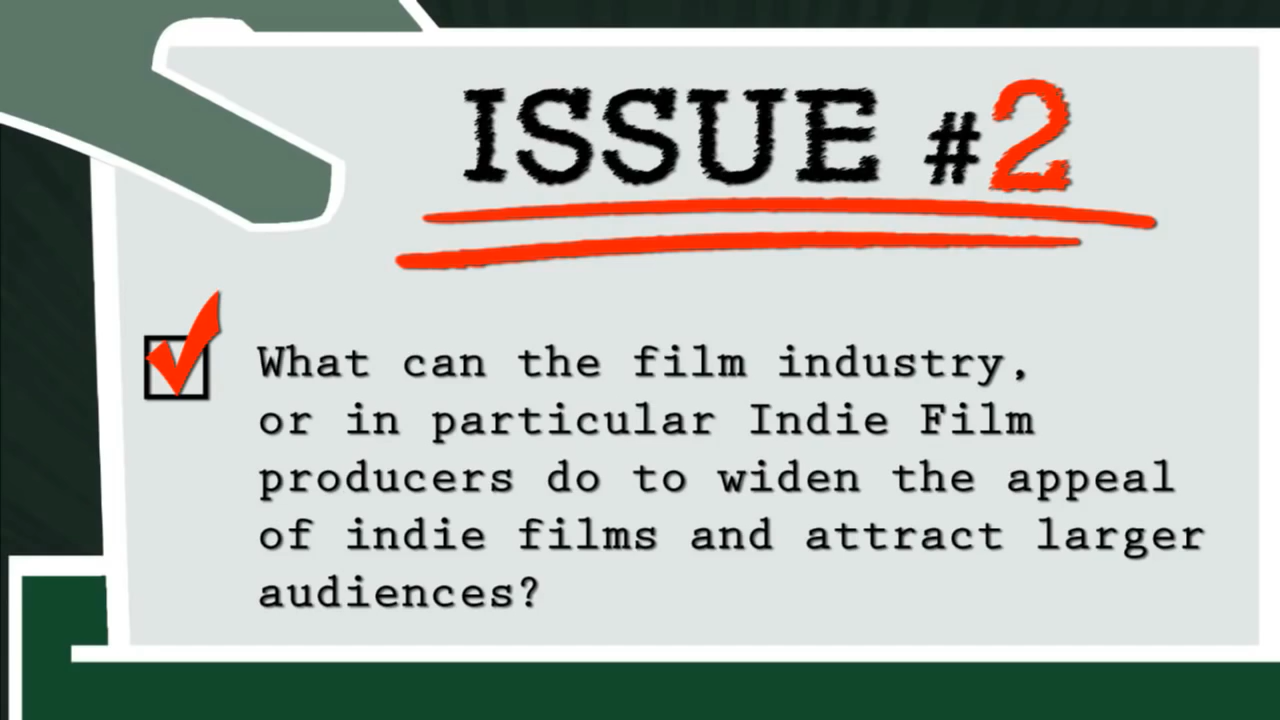 ISSUE #2
What can the film industry,
or in particular Indie Film
producers do to widen the appeal
of indie films and attract larger
audiences?